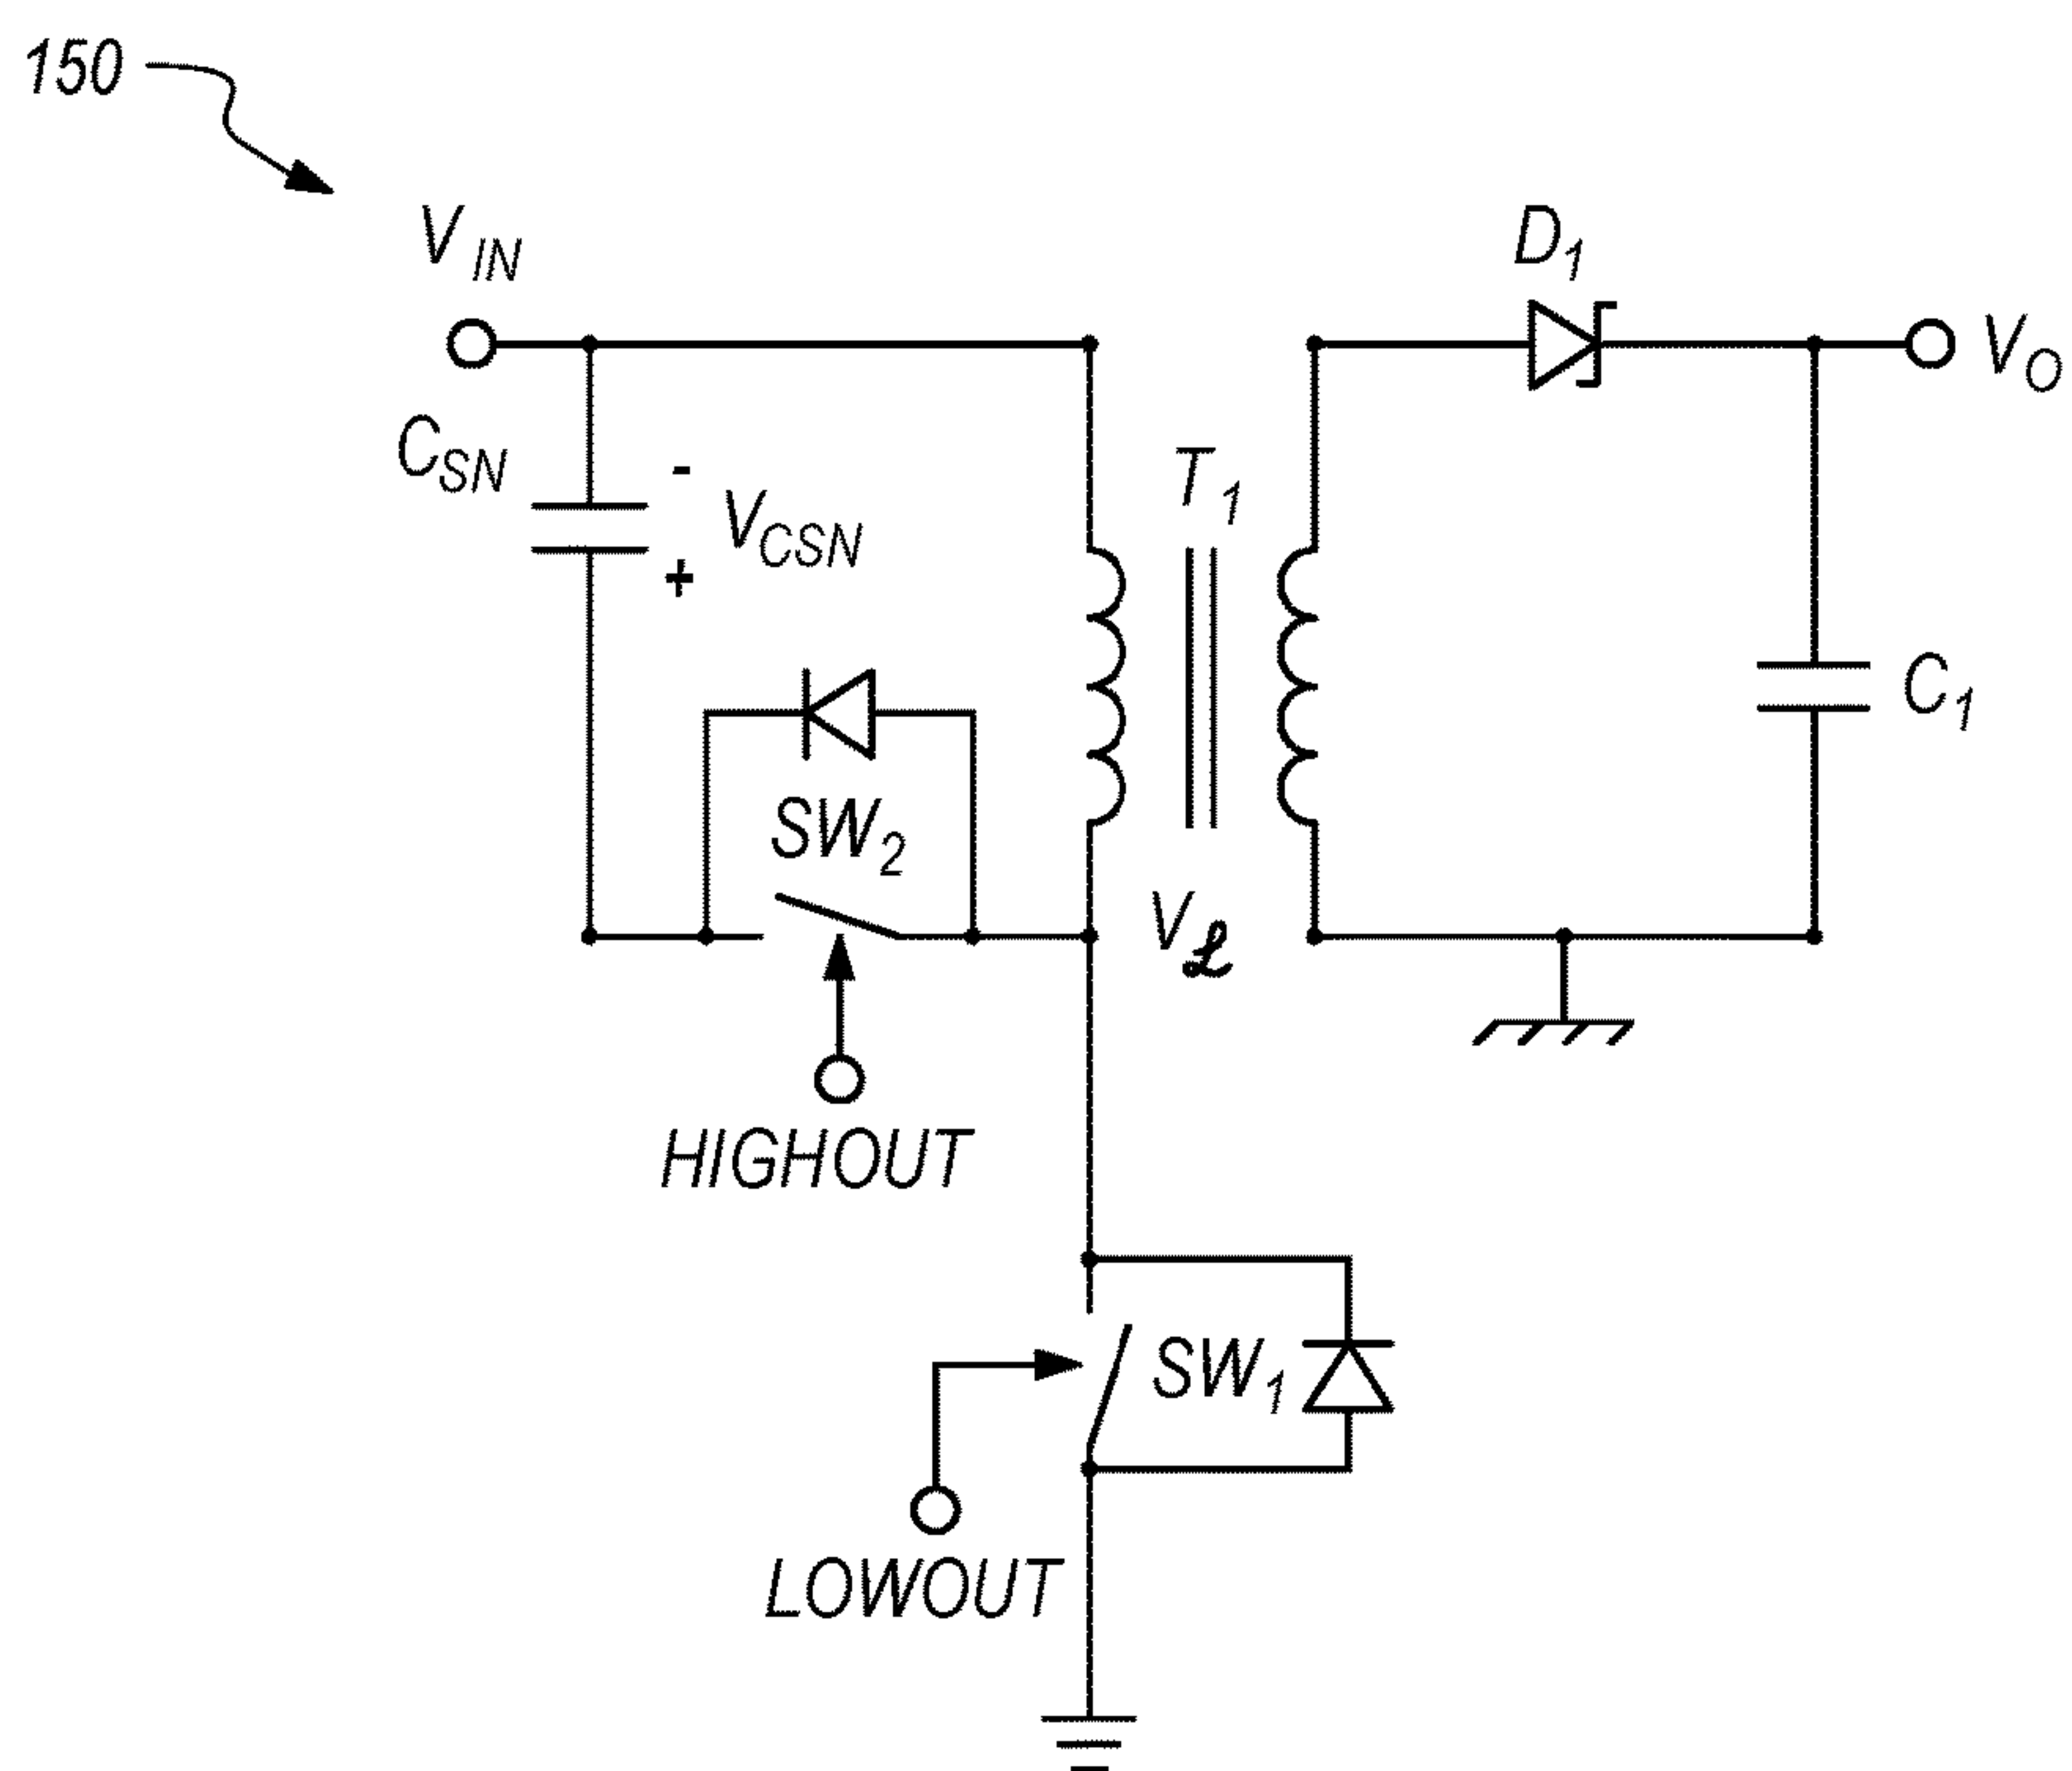 150
V_IN
D_1
V_O
C_SN
-
V_CSN
+
T_1
C_1
SW_2
V_ℒ
HIGHOUT
SW_1
LOWOUT